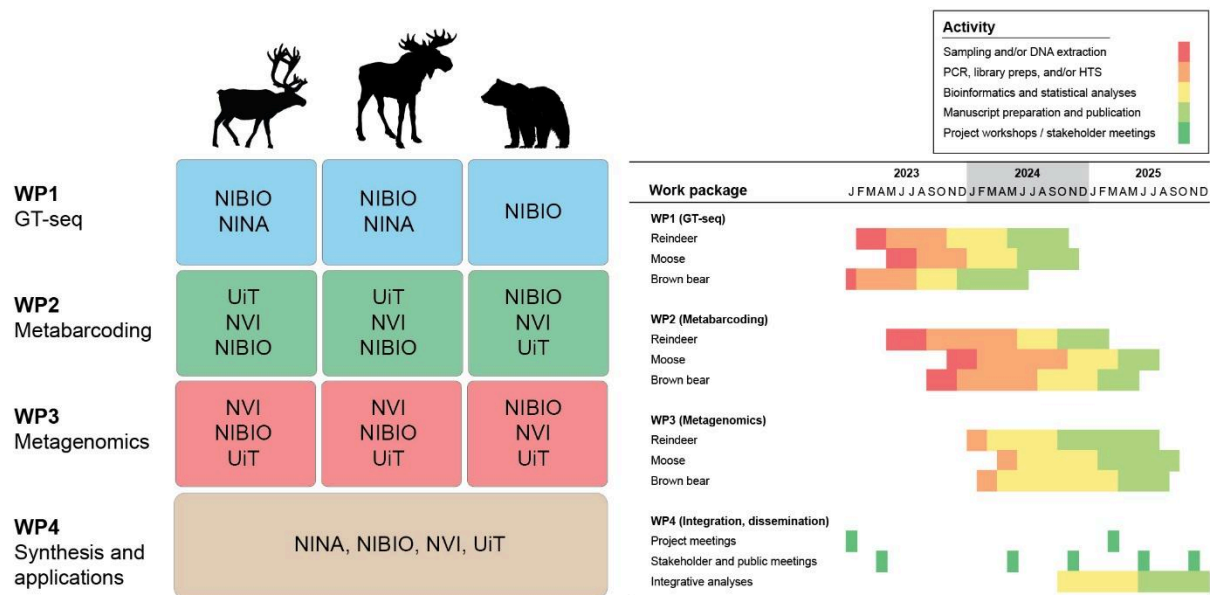 WP1
GT-seq
NIBIO
NINA
NIBIO
NINA
NIBIO
WP2
Metabarcoding
UiT
NVI
NIBIO
UiT
NVI
NIBIO
NIBIO
NVI
UiT
WP3
Metagenomics
NVI
NIBIO
UiT
NVI
NIBIO
UiT
NIBIO
NVI
UiT
WP4
Synthesis and
applications
NINA, NIBIO, NVI, UiT
Activity
Sampling and/or DNA extraction
PCR, library preps, and/or HTS
Bioinformatics and statistical analyses
Manuscript preparation and publication
Project workshops / stakeholder meetings
2023 2024 2025
Work package J F M A M J J A S O N D J F M A M J J A S O N D J F M A M J J A S O N D
WP1 (GT-seq)
Reindeer
Moose
Brown bear
WP2 (Metabarcoding)
Reindeer
Moose
Brown bear
WP3 (Metagenomics)
Reindeer
Moose
Brown bear
WP4 (Integration, dissemination)
Project meetings
Stakeholder and public meetings
Integrative analyses